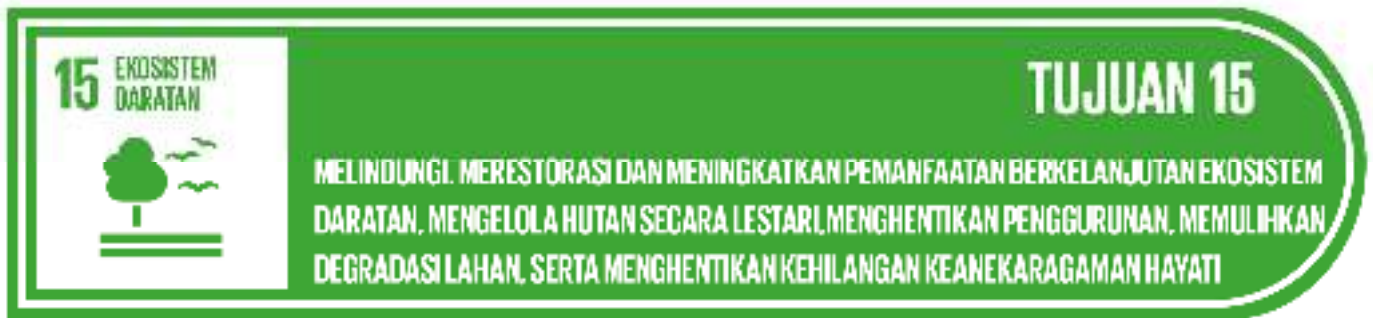 15 EKOSISTEM
DARATAN
TUJUAN 15
MELINDUNGI. MERESTORASI DAN MENINGKATKAN PEMANFAATAN BERKELANJUTAN EKOSISTEM
DARATAN, MENGELOLA HUTAN SECARA LESTARI,MENGHENTIKAN PENGGURUNAN, MEMULIHKAN
DEGRADASI LAHAN, SERTA MENGHENTIKAN KEHILANGAN KEANEKARAGAMAN HAYATI